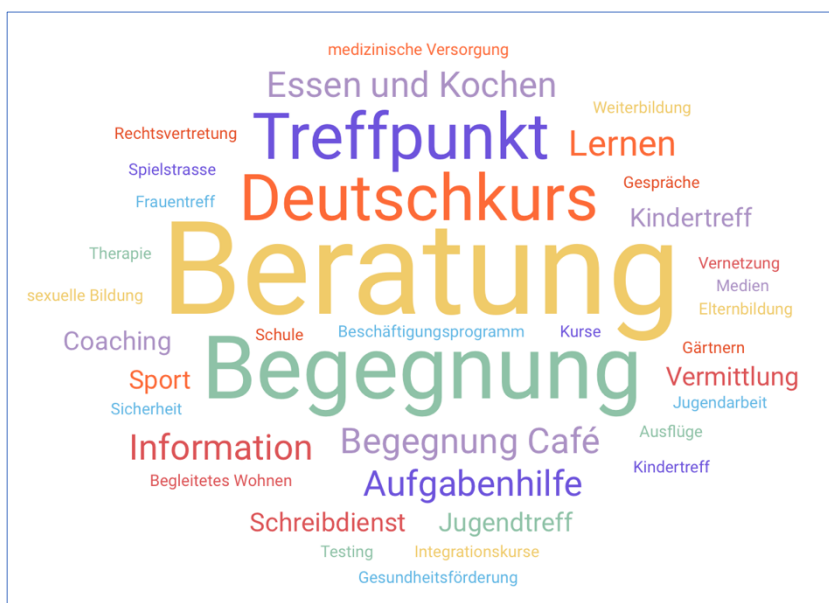 medizinische Versorgung
Essen und Kochen
Weiterbildung
Rechtsvertretung
Treffpunkt
Lernen
Spielstrasse
Gespräche
Frauentreff
Deutschkurs
Kindertreff
Therapie
Beratung
Vernetzung
Medien
sexuelle Bildung
Elternbildung
Coaching
Schule
Beschäftigungsprogramm
Kurse
Gärtnern
Sport
Begegnung
Vermittlung
Sicherheit
Jugendarbeit
Information
Begegnung Café
Ausflüge
Kindertreff
Begleitetes Wohnen
Aufgabenhilfe
Schreibdienst
Jugendtreff
Testing
Integrationskurse
Gesundheitsförderung